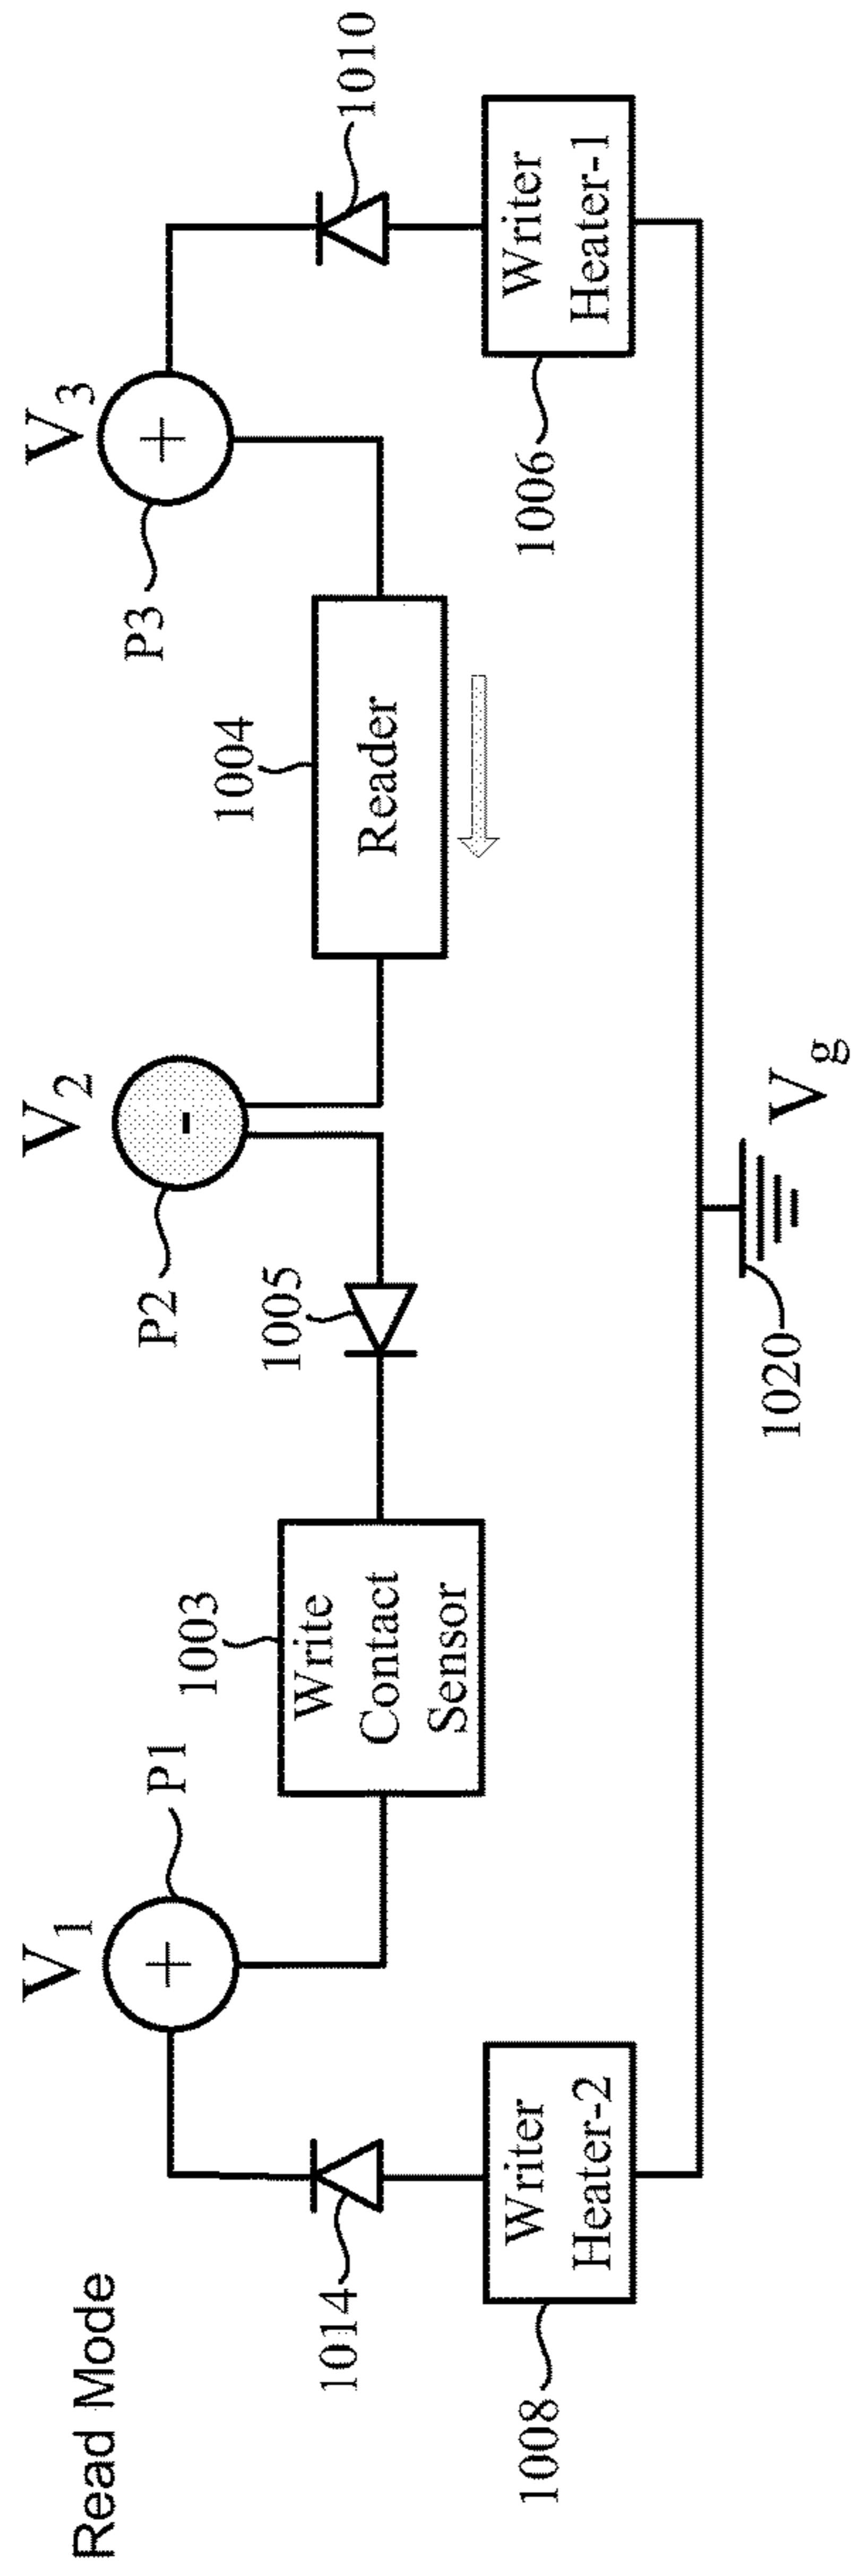 Read Mode
V1
V2
V3
P1
P2
P3
+
-
+
1014
1003
1005
1004
1010
Write
Contact
Sensor
Reader
Writer
Heater-2
Writer
Heater-1
1008
1006
1020
Vg